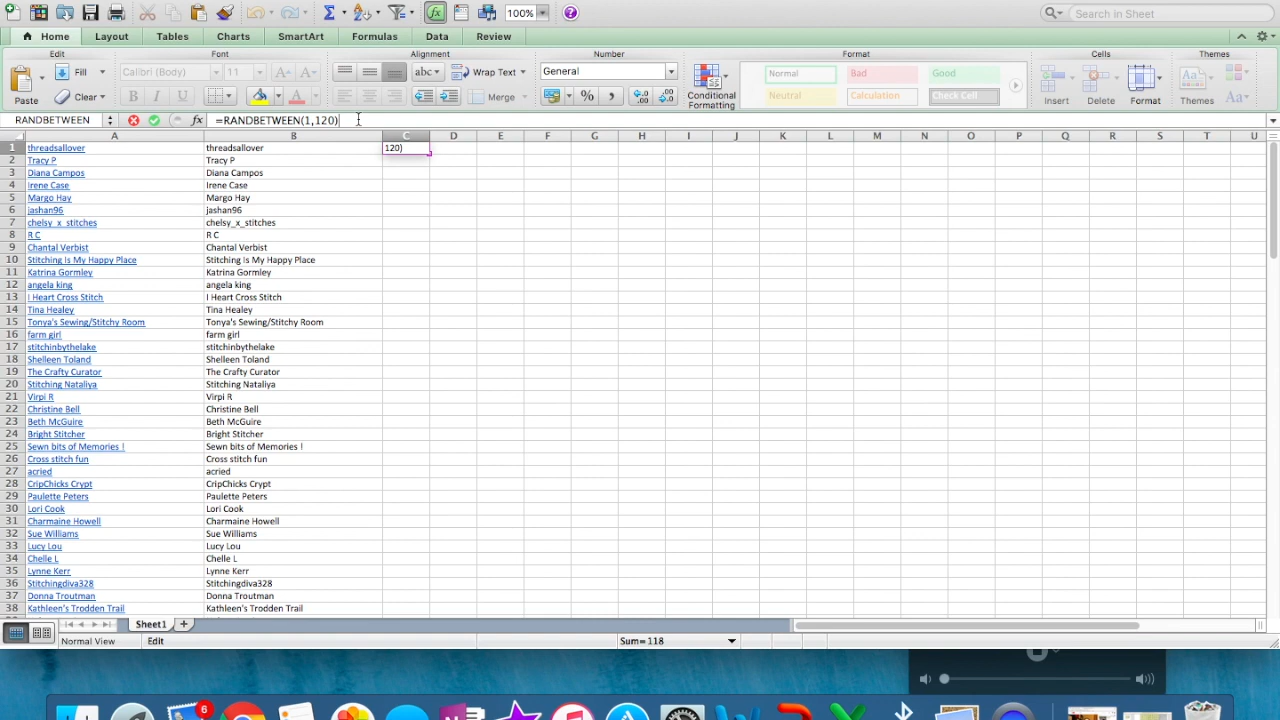 100%
Search in Sheet
Home Layout Tables Charts SmartArt Formulas Data Review
Edit Font Alignment Number Format Cells Themes
Fill Calibri (Body) 11 A A abc Wrap Text General Normal Bad Good
Paste Clear B I U A Merge % , Conditional Formatting Neutral Calculation Check Cell Insert Delete Format Themes Aa
RANDBETWEEN fx =RANDBETWEEN(1,120)
A B C D E F G H I J K L M N O P Q R S T U
1 threadsallover threadsallover 120)
2 Tracy P Tracy P
3 Diana Campos Diana Campos
4 Irene Case Irene Case
5 Margo Hay Margo Hay
6 jashan96 jashan96
7 chelsy_x_stitches chelsy_x_stitches
8 R C R C
9 Chantal Verbist Chantal Verbist
10 Stitching Is My Happy Place Stitching Is My Happy Place
11 Katrina Gormley Katrina Gormley
12 angela king angela king
13 I Heart Cross Stitch I Heart Cross Stitch
14 Tina Healey Tina Healey
15 Tonya's Sewing/Stitchy Room Tonya's Sewing/Stitchy Room
16 farm girl farm girl
17 stitchinbythelake stitchinbythelake
18 Shelleen Toland Shelleen Toland
19 The Crafty Curator The Crafty Curator
20 Stitching Nataliya Stitching Nataliya
21 Virpi R Virpi R
22 Christine Bell Christine Bell
23 Beth McGuire Beth McGuire
24 Bright Stitcher Bright Stitcher
25 Sewn bits of Memories ! Sewn bits of Memories !
26 Cross stitch fun Cross stitch fun
27 acried acried
28 CripChicks Crypt CripChicks Crypt
29 Paulette Peters Paulette Peters
30 Lori Cook Lori Cook
31 Charmaine Howell Charmaine Howell
32 Sue Williams Sue Williams
33 Lucy Lou Lucy Lou
34 Chelle L Chelle L
35 Lynne Kerr Lynne Kerr
36 Stitchingdiva328 Stitchingdiva328
37 Donna Troutman Donna Troutman
38 Kathleen's Trodden Trail Kathleen's Trodden Trail
Sheet1
Normal View Edit Sum=118
6